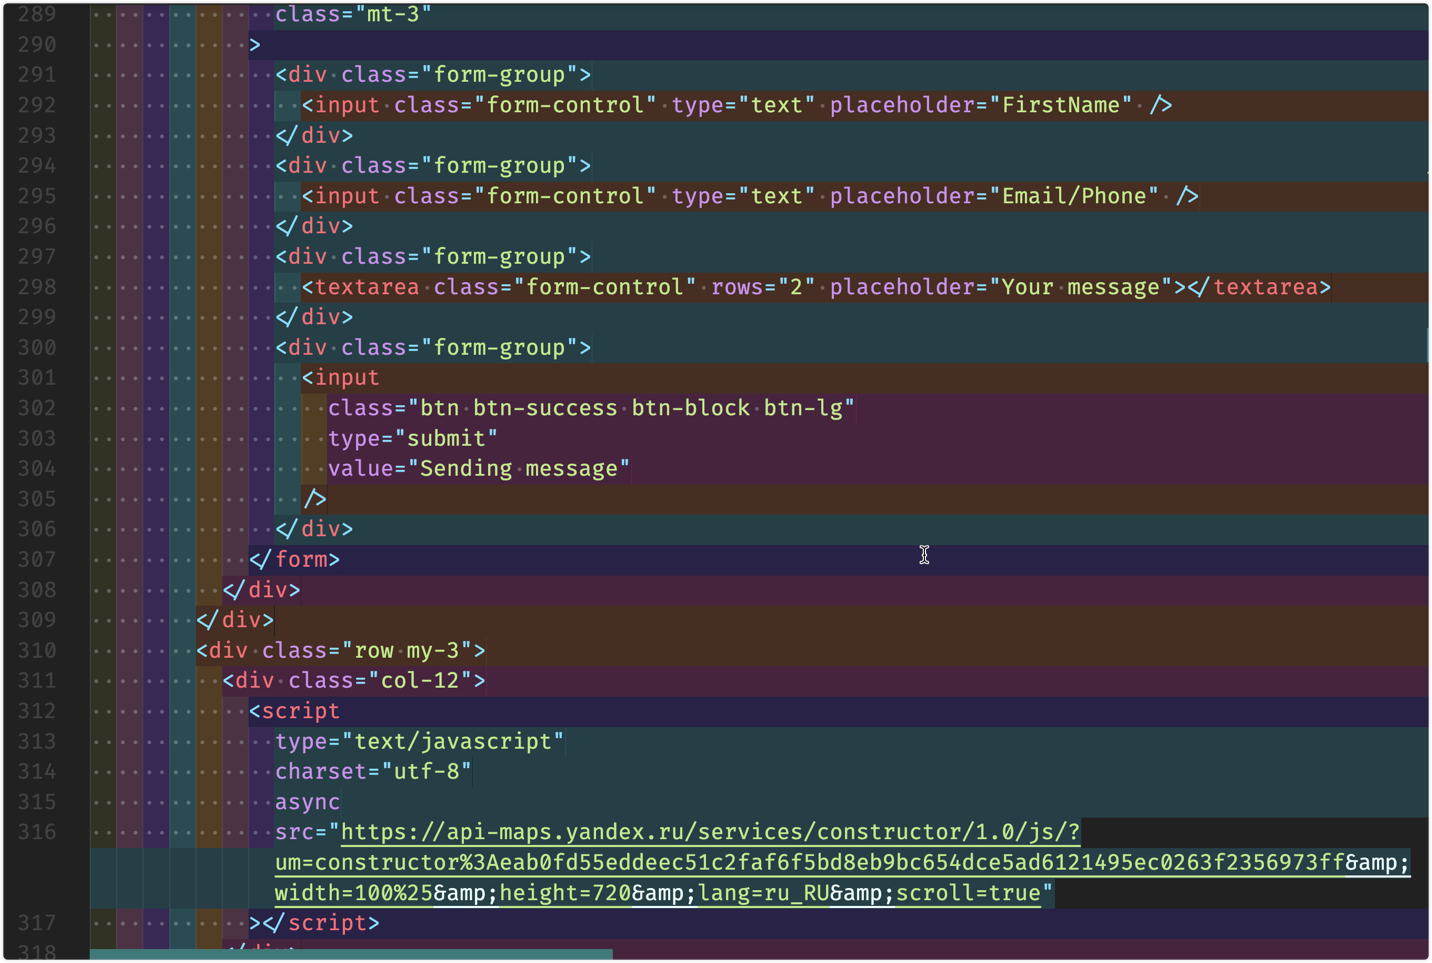 289 class="mt-3"
290 >
291 <div class="form-group">
292 <input class="form-control" type="text" placeholder="FirstName" />
293 </div>
294 <div class="form-group">
295 <input class="form-control" type="text" placeholder="Email/Phone" />
296 </div>
297 <div class="form-group">
298 <textarea class="form-control" rows="2" placeholder="Your message"></textarea>
299 </div>
300 <div class="form-group">
301 <input
302 class="btn btn-success btn-block btn-lg"
303 type="submit"
304 value="Sending message"
305 />
306 </div>
307 </form>
308 </div>
309 </div>
310 <div class="row my-3">
311 <div class="col-12">
312 <script
313 type="text/javascript"
314 charset="utf-8"
315 async
316 src="https://api-maps.yandex.ru/services/constructor/1.0/js/?
um=constructor%3Aeab0fd55eddeec51c2faf6f5bd8eb9bc654dce5ad6121495ec0263f2356973ff&amp;
width=100%25&amp;height=720&amp;lang=ru_RU&amp;scroll=true"
317 ></script>
318 </div>